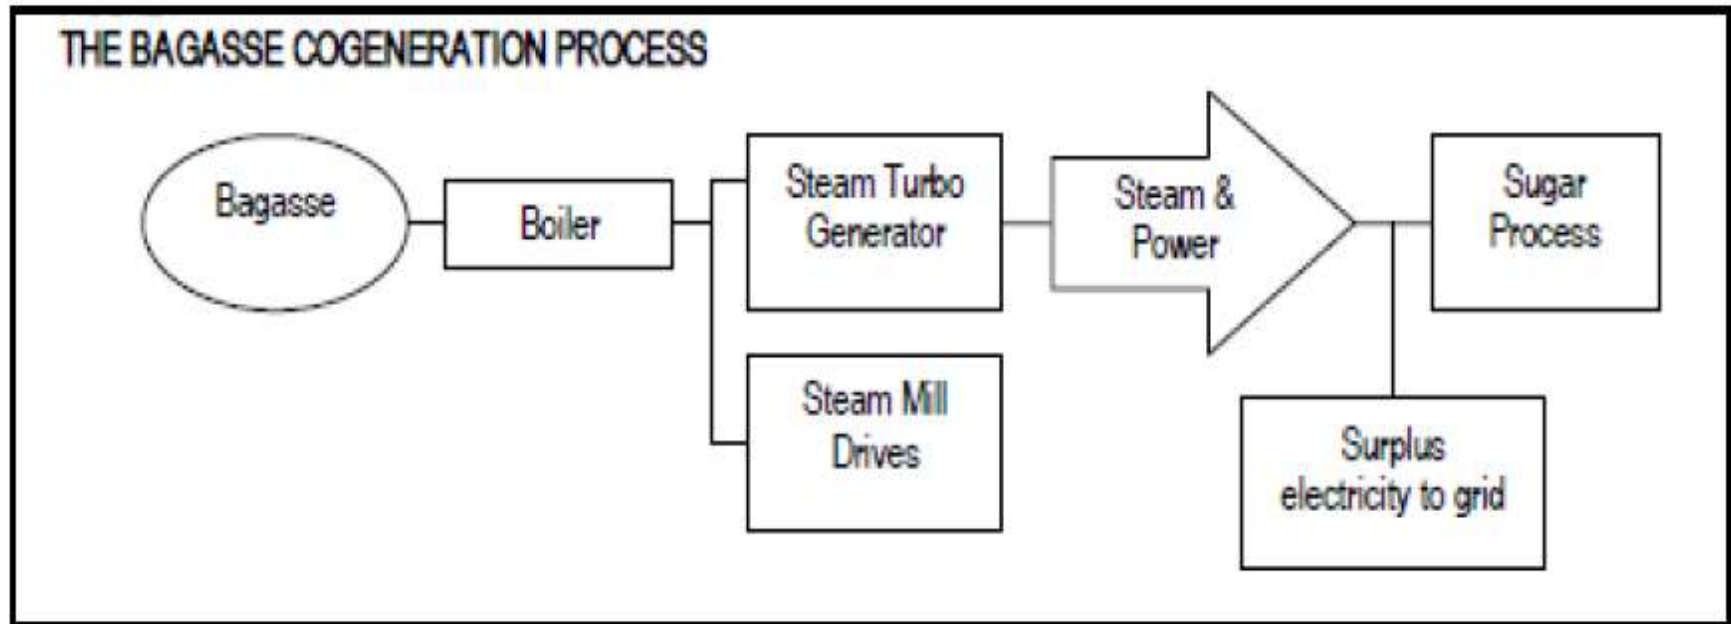 THE BAGASSE COGENERATION PROCESS
Bagasse
Boiler
Steam Turbo
Generator
Steam Mill
Drives
Steam &
Power
Sugar
Process
Surplus
electricity to grid